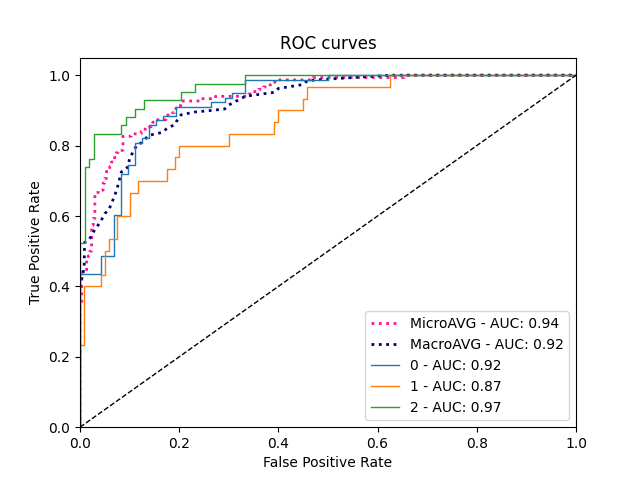 ROC curves
True Positive Rate
1.0
0.8
0.6
0.4
0.2
0.0
MicroAVG - AUC: 0.94
MacroAVG - AUC: 0.92
0 - AUC: 0.92
1 - AUC: 0.87
2 - AUC: 0.97
0.0 0.2 0.4 0.6 0.8 1.0
False Positive Rate